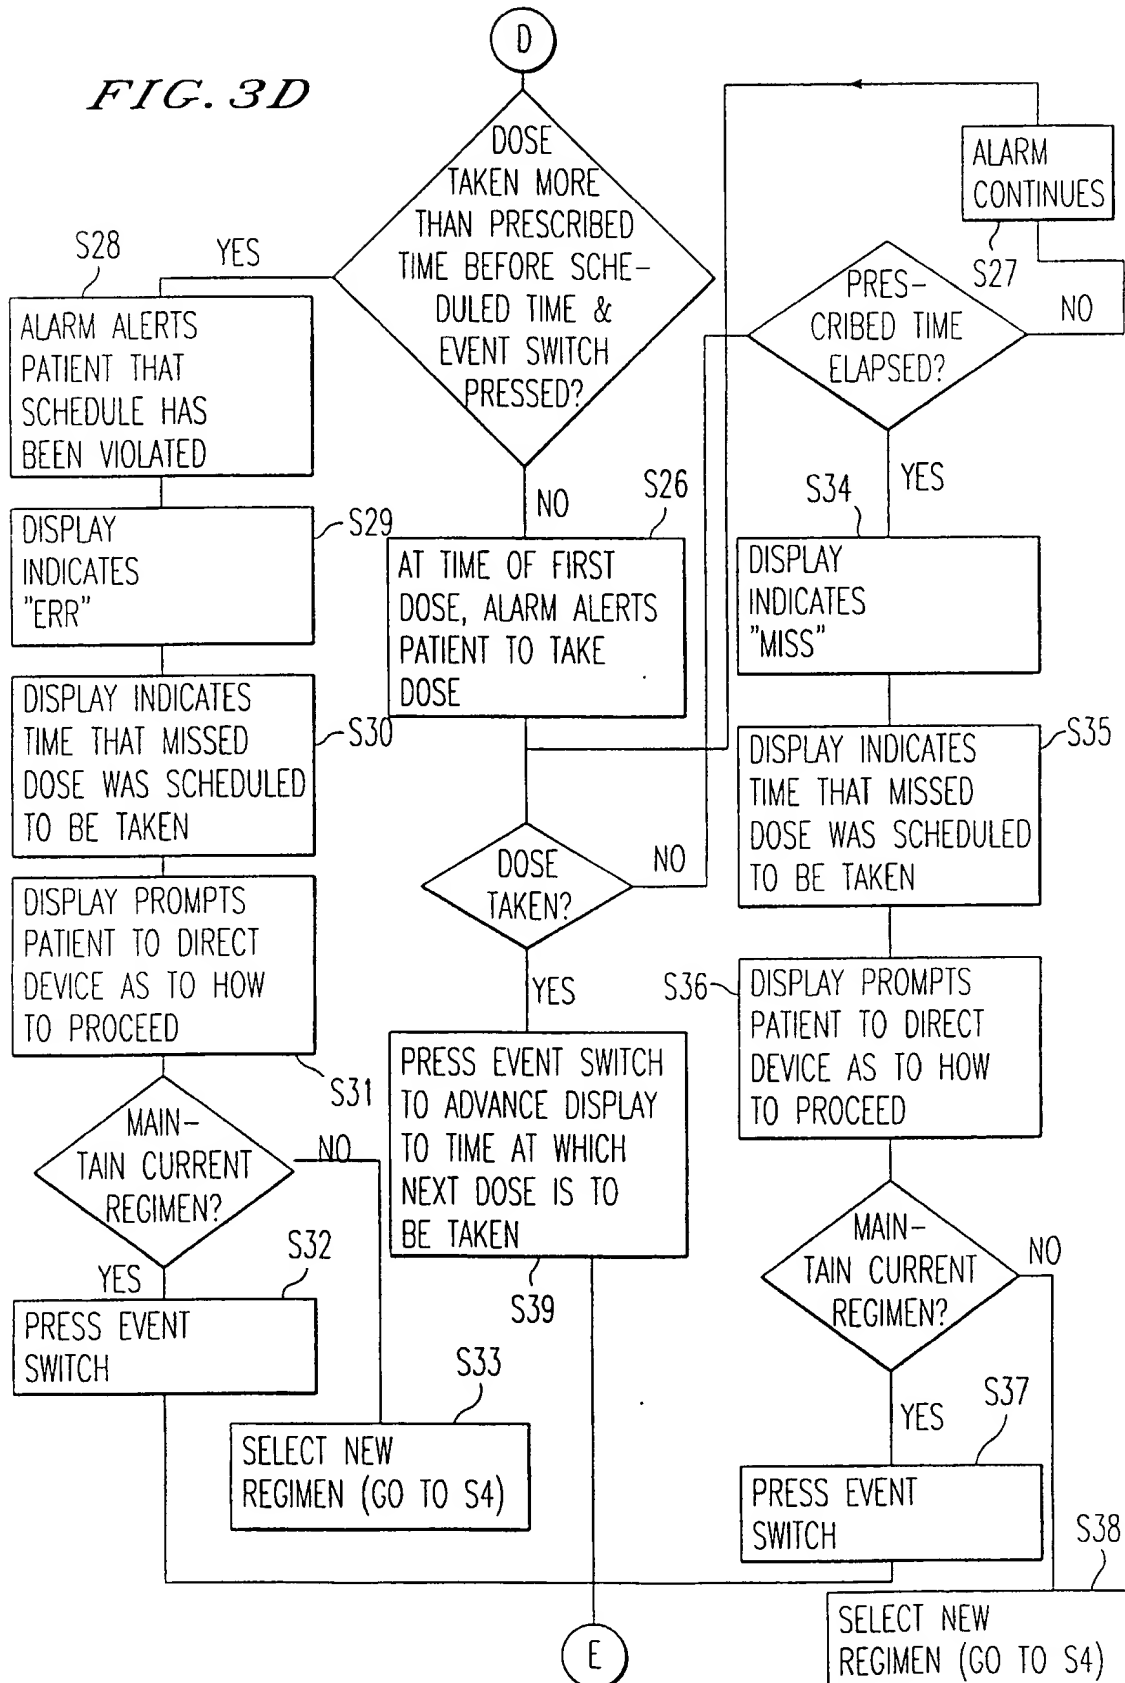 FIG. 3D
D
DOSE
TAKEN MORE
THAN PRESCRIBED
TIME BEFORE SCHE-
DULED TIME &
EVENT SWITCH
PRESSED?
YES
S28
ALARM ALERTS
PATIENT THAT
SCHEDULE HAS
BEEN VIOLATED
DISPLAY
INDICATES
"ERR"
S29
DISPLAY INDICATES
TIME THAT MISSED
DOSE WAS SCHEDULED
TO BE TAKEN
S30
DISPLAY PROMPTS
PATIENT TO DIRECT
DEVICE AS TO HOW
TO PROCEED
S31
MAIN-
TAIN CURRENT
REGIMEN?
NO
YES
S32
PRESS EVENT
SWITCH
S33
SELECT NEW
REGIMEN (GO TO S4)
NO
S26
AT TIME OF FIRST
DOSE, ALARM ALERTS
PATIENT TO TAKE
DOSE
DOSE
TAKEN?
NO
YES
PRESS EVENT SWITCH
TO ADVANCE DISPLAY
TO TIME AT WHICH
NEXT DOSE IS TO
BE TAKEN
S39
ALARM
CONTINUES
S27
PRES-
CRIBED TIME
ELAPSED?
NO
YES
S34
DISPLAY
INDICATES
"MISS"
DISPLAY INDICATES
TIME THAT MISSED
DOSE WAS SCHEDULED
TO BE TAKEN
S35
S36
DISPLAY PROMPTS
PATIENT TO DIRECT
DEVICE AS TO HOW
TO PROCEED
MAIN-
TAIN CURRENT
REGIMEN?
NO
YES
S37
PRESS EVENT
SWITCH
S38
SELECT NEW
REGIMEN (GO TO S4)
E